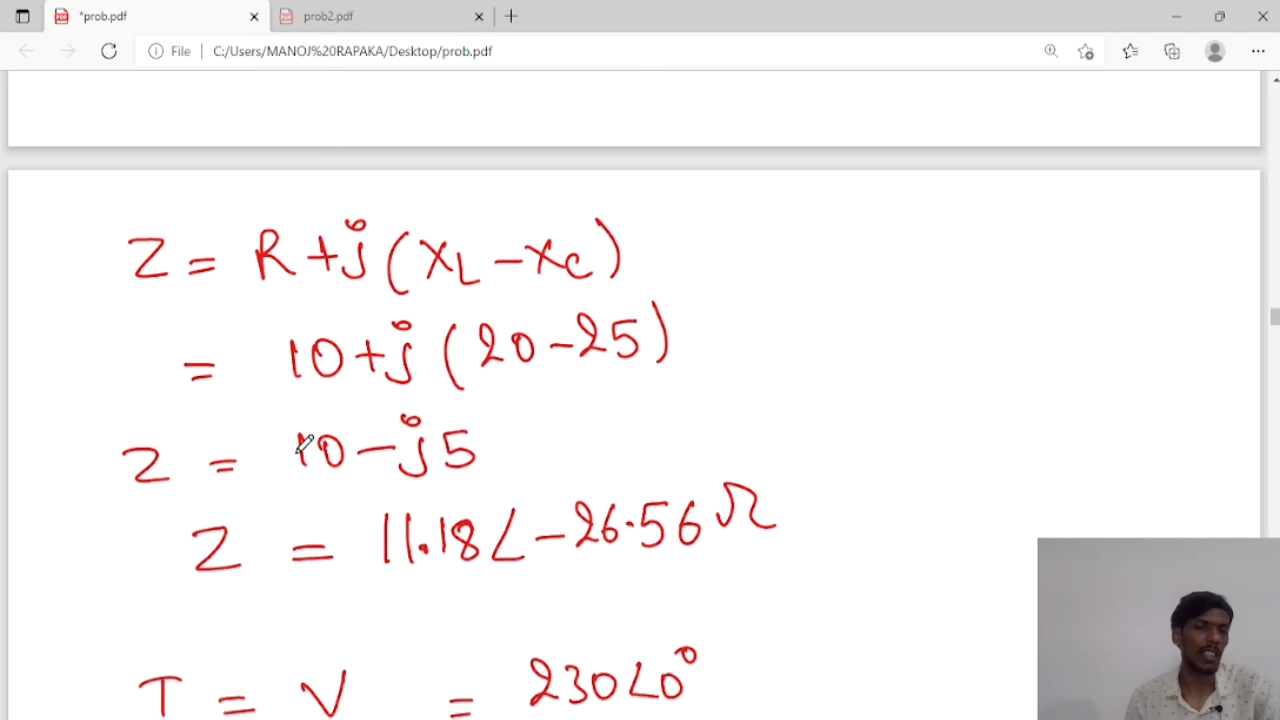 *prob.pdf
prob2.pdf
File
C:/Users/MANOJ%20RAPAKA/Desktop/prob.pdf
Z = R+j(XL-XC)
= 10+j(20-25)
Z = 10-j5
Z = 11.18∠-26.56Ω
I = V = 230∠0°